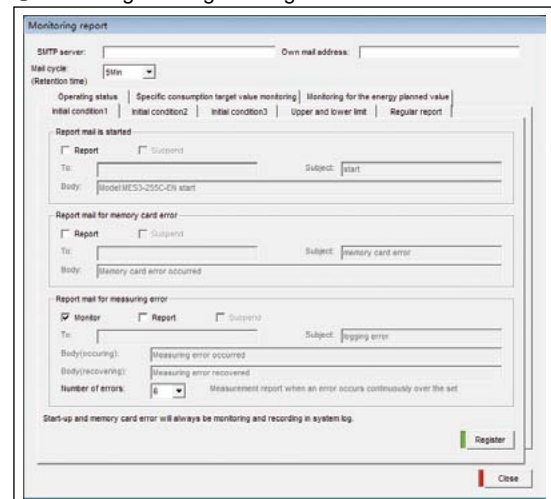 Monitoring report
SMTP server: Own mail address:
Mail cycle: 5Min
(Retention time)
Operating status Specific consumption target value monitoring Monitoring for the energy planned value
Initial condition1 Initial condition2 Initial condition3 Upper and lower limit Regular report
Report mail is started
Report Suspend
To: Subject: start
Body: Model:MES3-255C-EN start
Report mail for memory card error
Report Suspend
To: Subject: memory card error
Body: Memory card error occurred
Report mail for measuring error
Monitor Report Suspend
To: Subject: logging error
Body(occuring): Measuring error occurred
Body(recovering): Measuring error recovered
Number of errors: 6 Measurement report when an error occurs continuously over the set
Start-up and memory card error will always be monitoring and recording in system log.
Register
Close